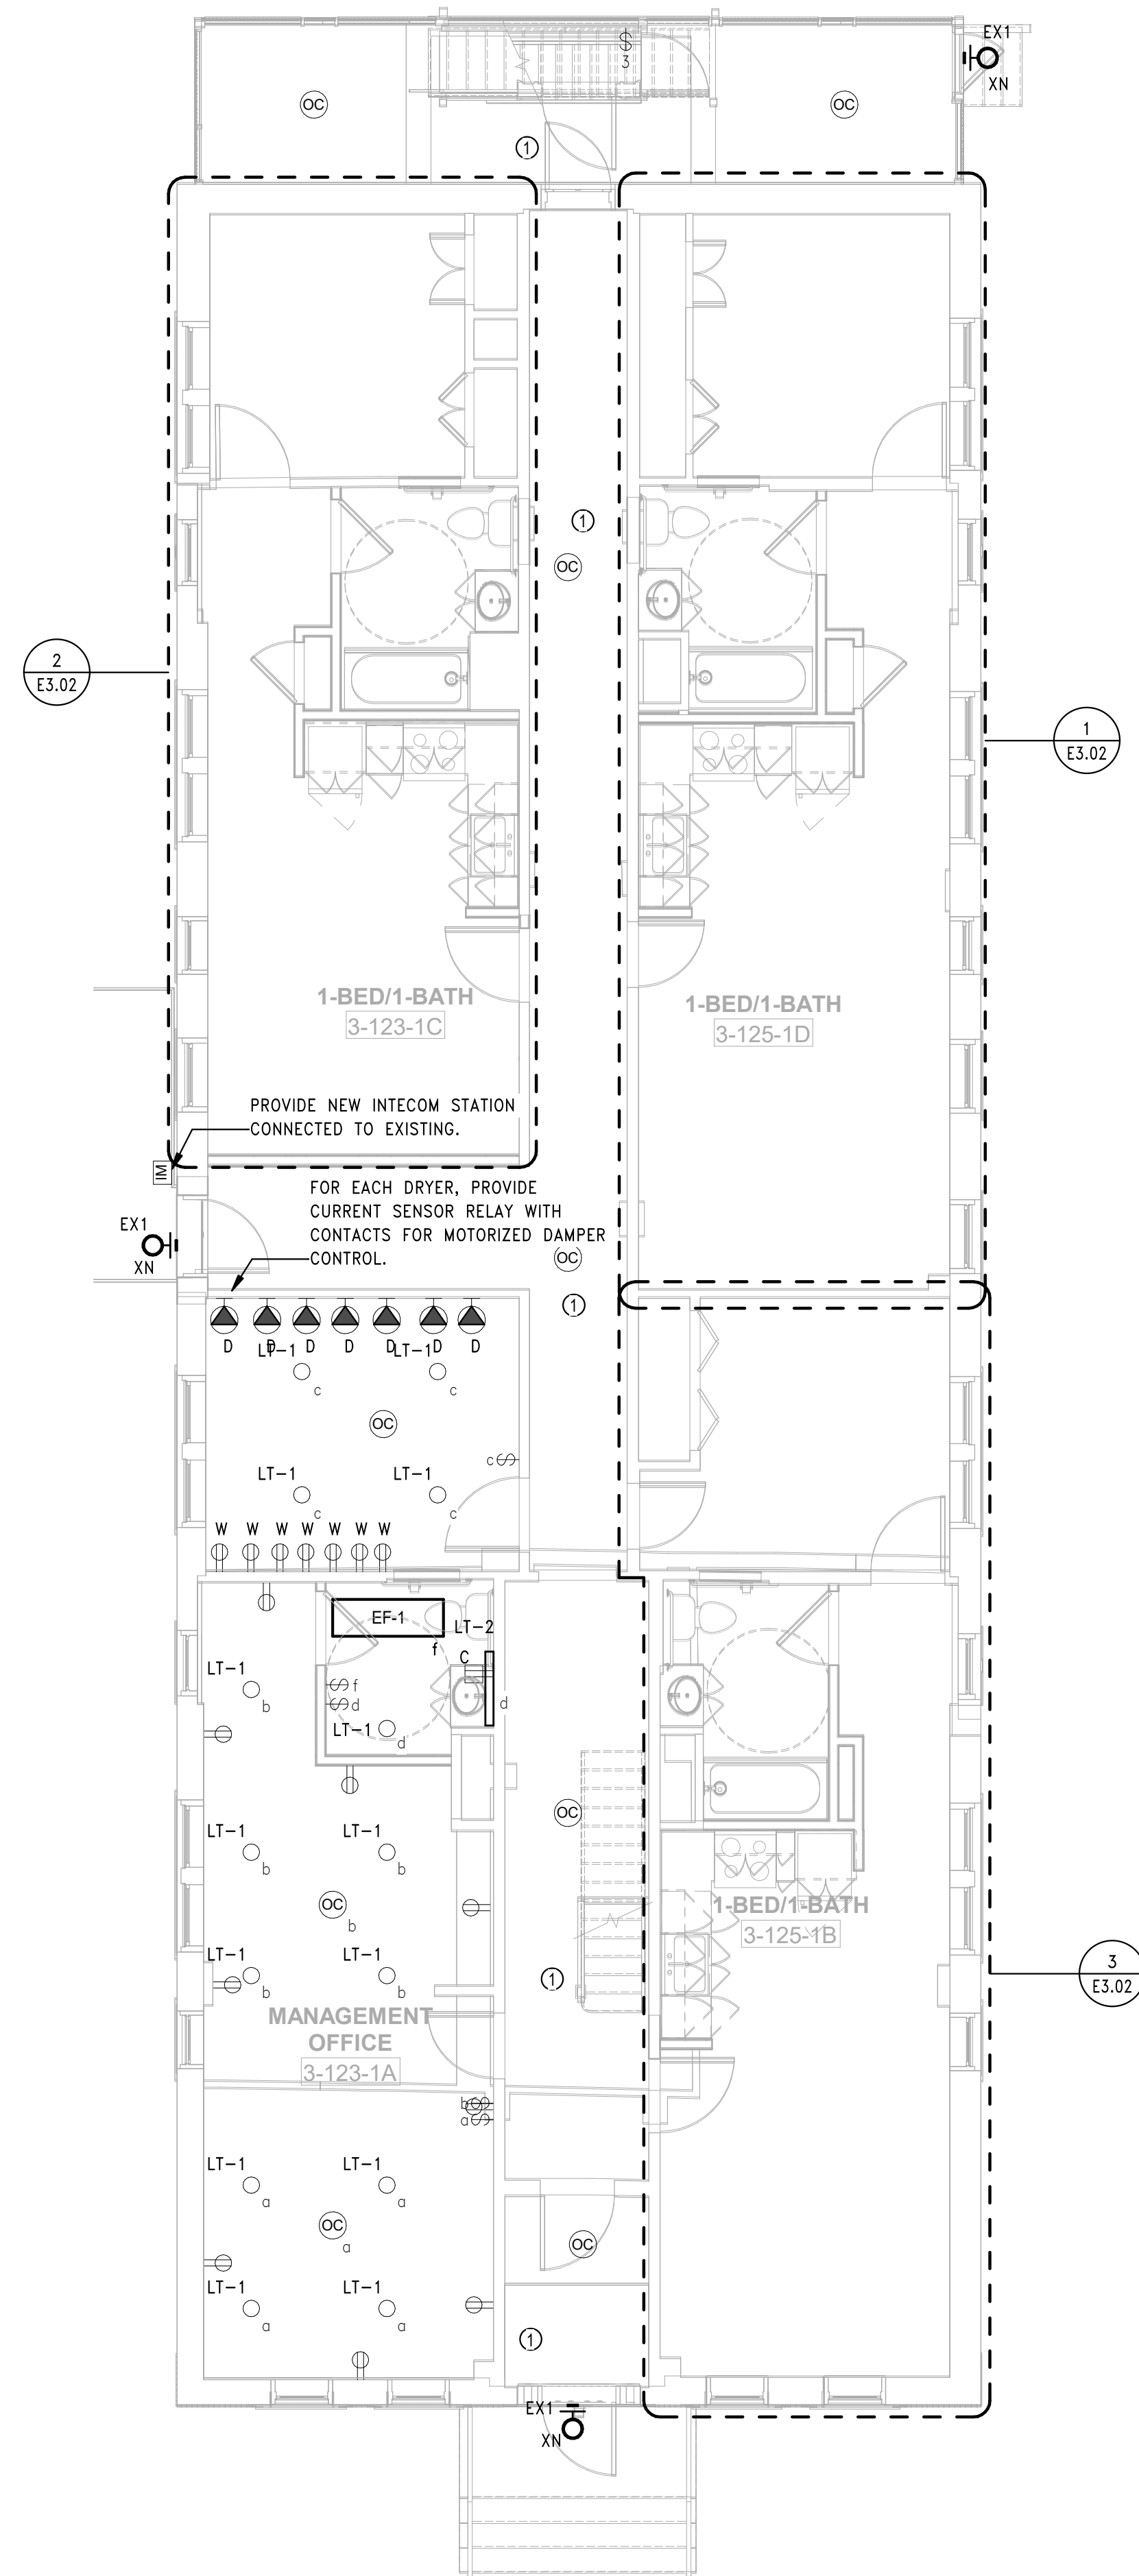 EX1
XN
$
3
OC
OC
1
1
OC
2
E3.02
1
E3.02
1-BED/1-BATH
3-123-1C
1-BED/1-BATH
3-125-1D
PROVIDE NEW INTECOM STATION
CONNECTED TO EXISTING.
IM
FOR EACH DRYER, PROVIDE
CURRENT SENSOR RELAY WITH
CONTACTS FOR MOTORIZED DAMPER
CONTROL.
EX1
XN
OC
1
D D D D D D D
LT-1 LT-1
c c
OC
c $
LT-1 LT-1
c c
W W W W W W W
EF-1
f
LT-2
C
LT-1
b
$ f
$ d
d
LT-1
d
OC
LT-1 LT-1
b b
OC
b
1-BED/1-BATH
3-125-1B
LT-1 LT-1
b b
1
3
E3.02
MANAGEMENT
OFFICE
3-123-1A
b $
a $
LT-1 LT-1
a a
OC
a
OC
LT-1 LT-1
a a
1
EX1
XN